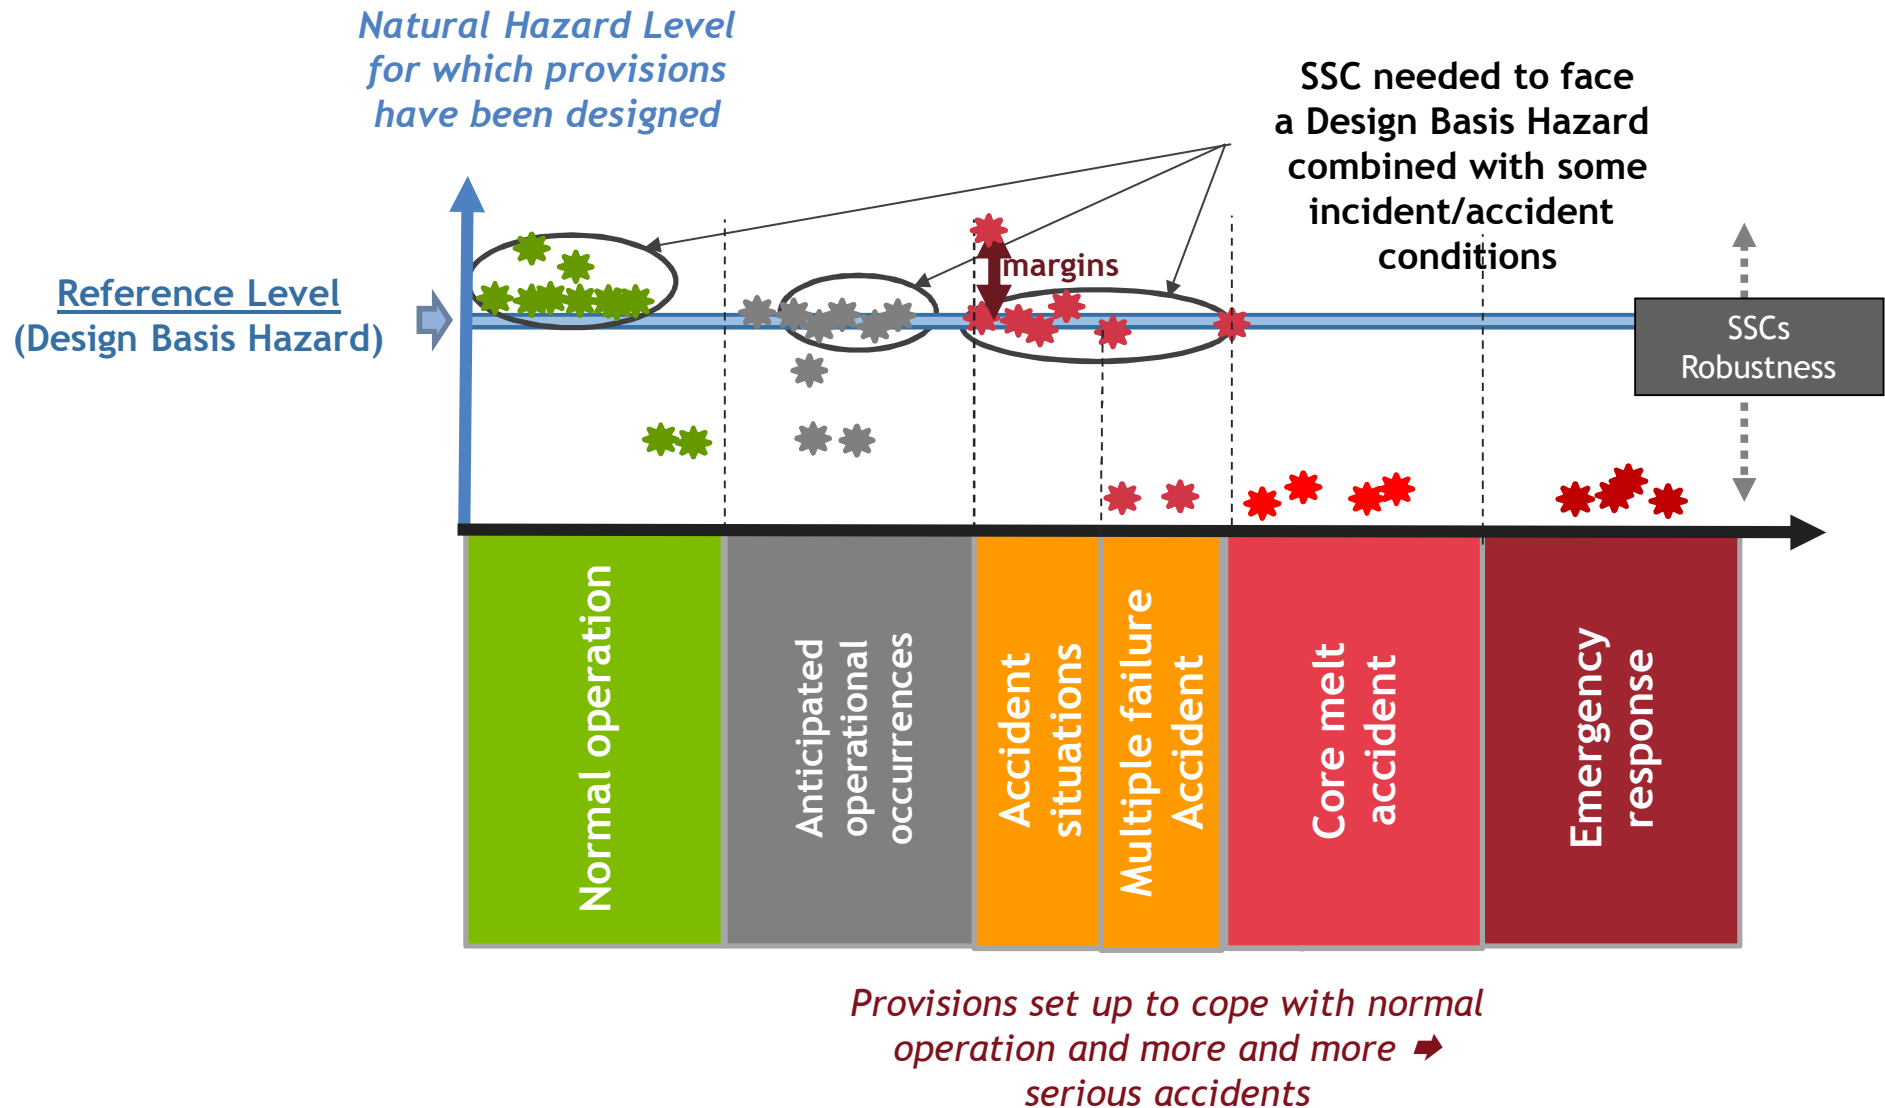 Natural Hazard Level
for which provisions
have been designed
SSC needed to face
a Design Basis Hazard
combined with some
incident/accident
conditions
margins
Reference Level
(Design Basis Hazard)
SSCs
Robustness
Normal operation
Anticipated
operational
occurrences
Accident
situations
Multiple failure
Accident
Core melt
accident
Emergency
response
Provisions set up to cope with normal
operation and more and more
serious accidents